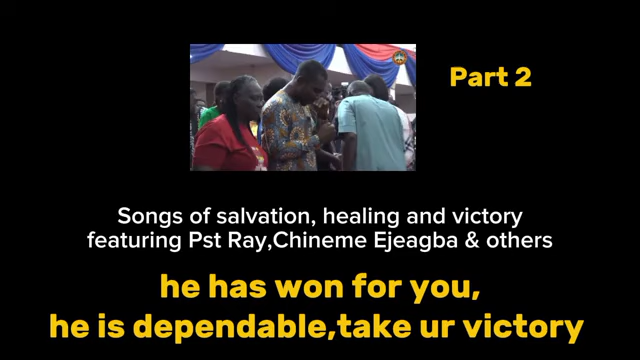 Part 2
Songs of salvation, healing and victory
featuring Pst Ray,Chineme Ejeagba & others
he has won for you,
he is dependable,take ur victory